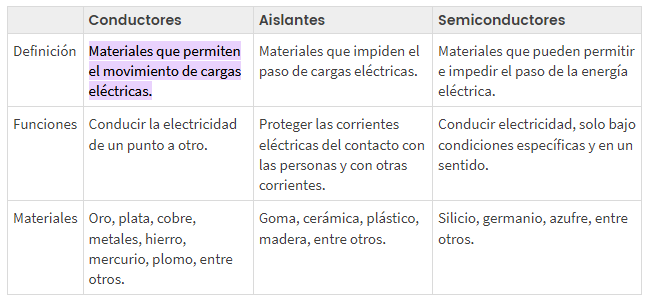 Conductores Aislantes Semiconductores
Definición
Materiales que permiten
el movimiento de cargas
eléctricas.
Materiales que impiden el
paso de cargas eléctricas.
Materiales que pueden permitir
e impedir el paso de la energía
eléctrica.
Funciones
Conducir la electricidad
de un punto a otro.
Proteger las corrientes
eléctricas del contacto con
las personas y con otras
corrientes.
Conducir electricidad, solo bajo
condiciones específicas y en un
sentido.
Materiales
Oro, plata, cobre,
metales, hierro,
mercurio, plomo, entre
otros.
Goma, cerámica, plástico,
madera, entre otros.
Silicio, germanio, azufre, entre
otros.